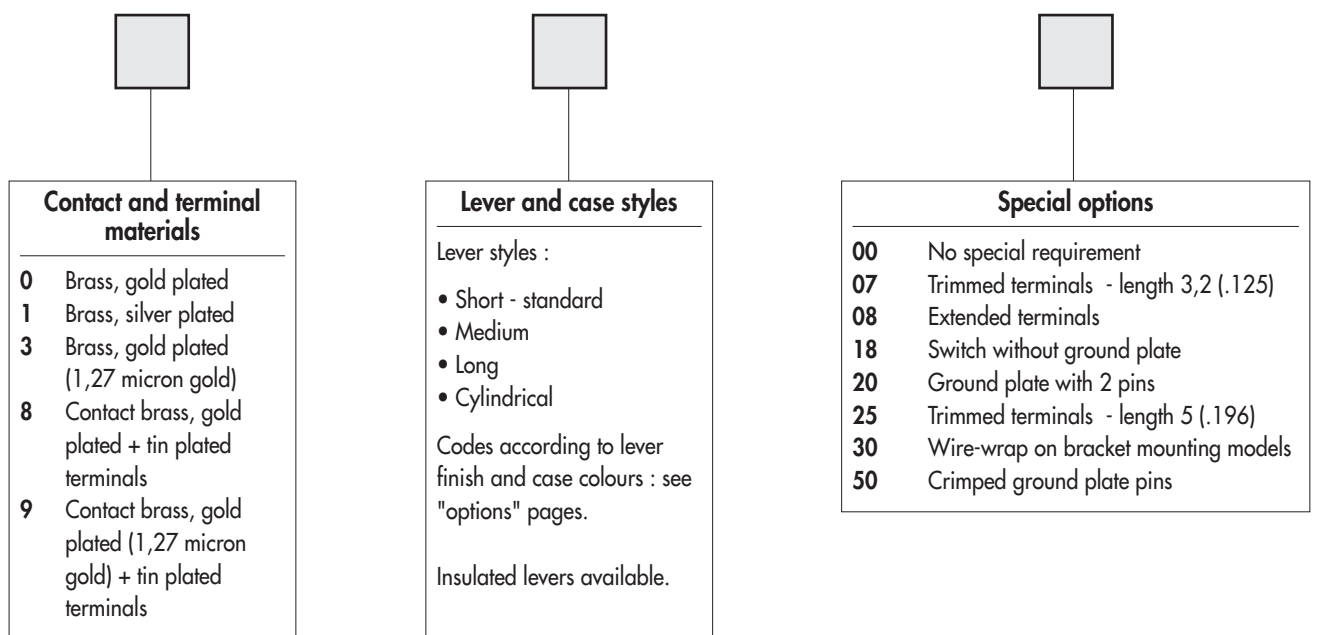 Contact and terminal
materials
0 Brass, gold plated
1 Brass, silver plated
3 Brass, gold plated
(1,27 micron gold)
8 Contact brass, gold
plated + tin plated
terminals
9 Contact brass, gold
plated (1,27 micron
gold) + tin plated
terminals
Lever and case styles
Lever styles :
• Short - standard
• Medium
• Long
• Cylindrical
Codes according to lever
finish and case colours : see
"options" pages.
Insulated levers available.
Special options
00 No special requirement
07 Trimmed terminals - length 3,2 (.125)
08 Extended terminals
18 Switch without ground plate
20 Ground plate with 2 pins
25 Trimmed terminals - length 5 (.196)
30 Wire-wrap on bracket mounting models
50 Crimped ground plate pins